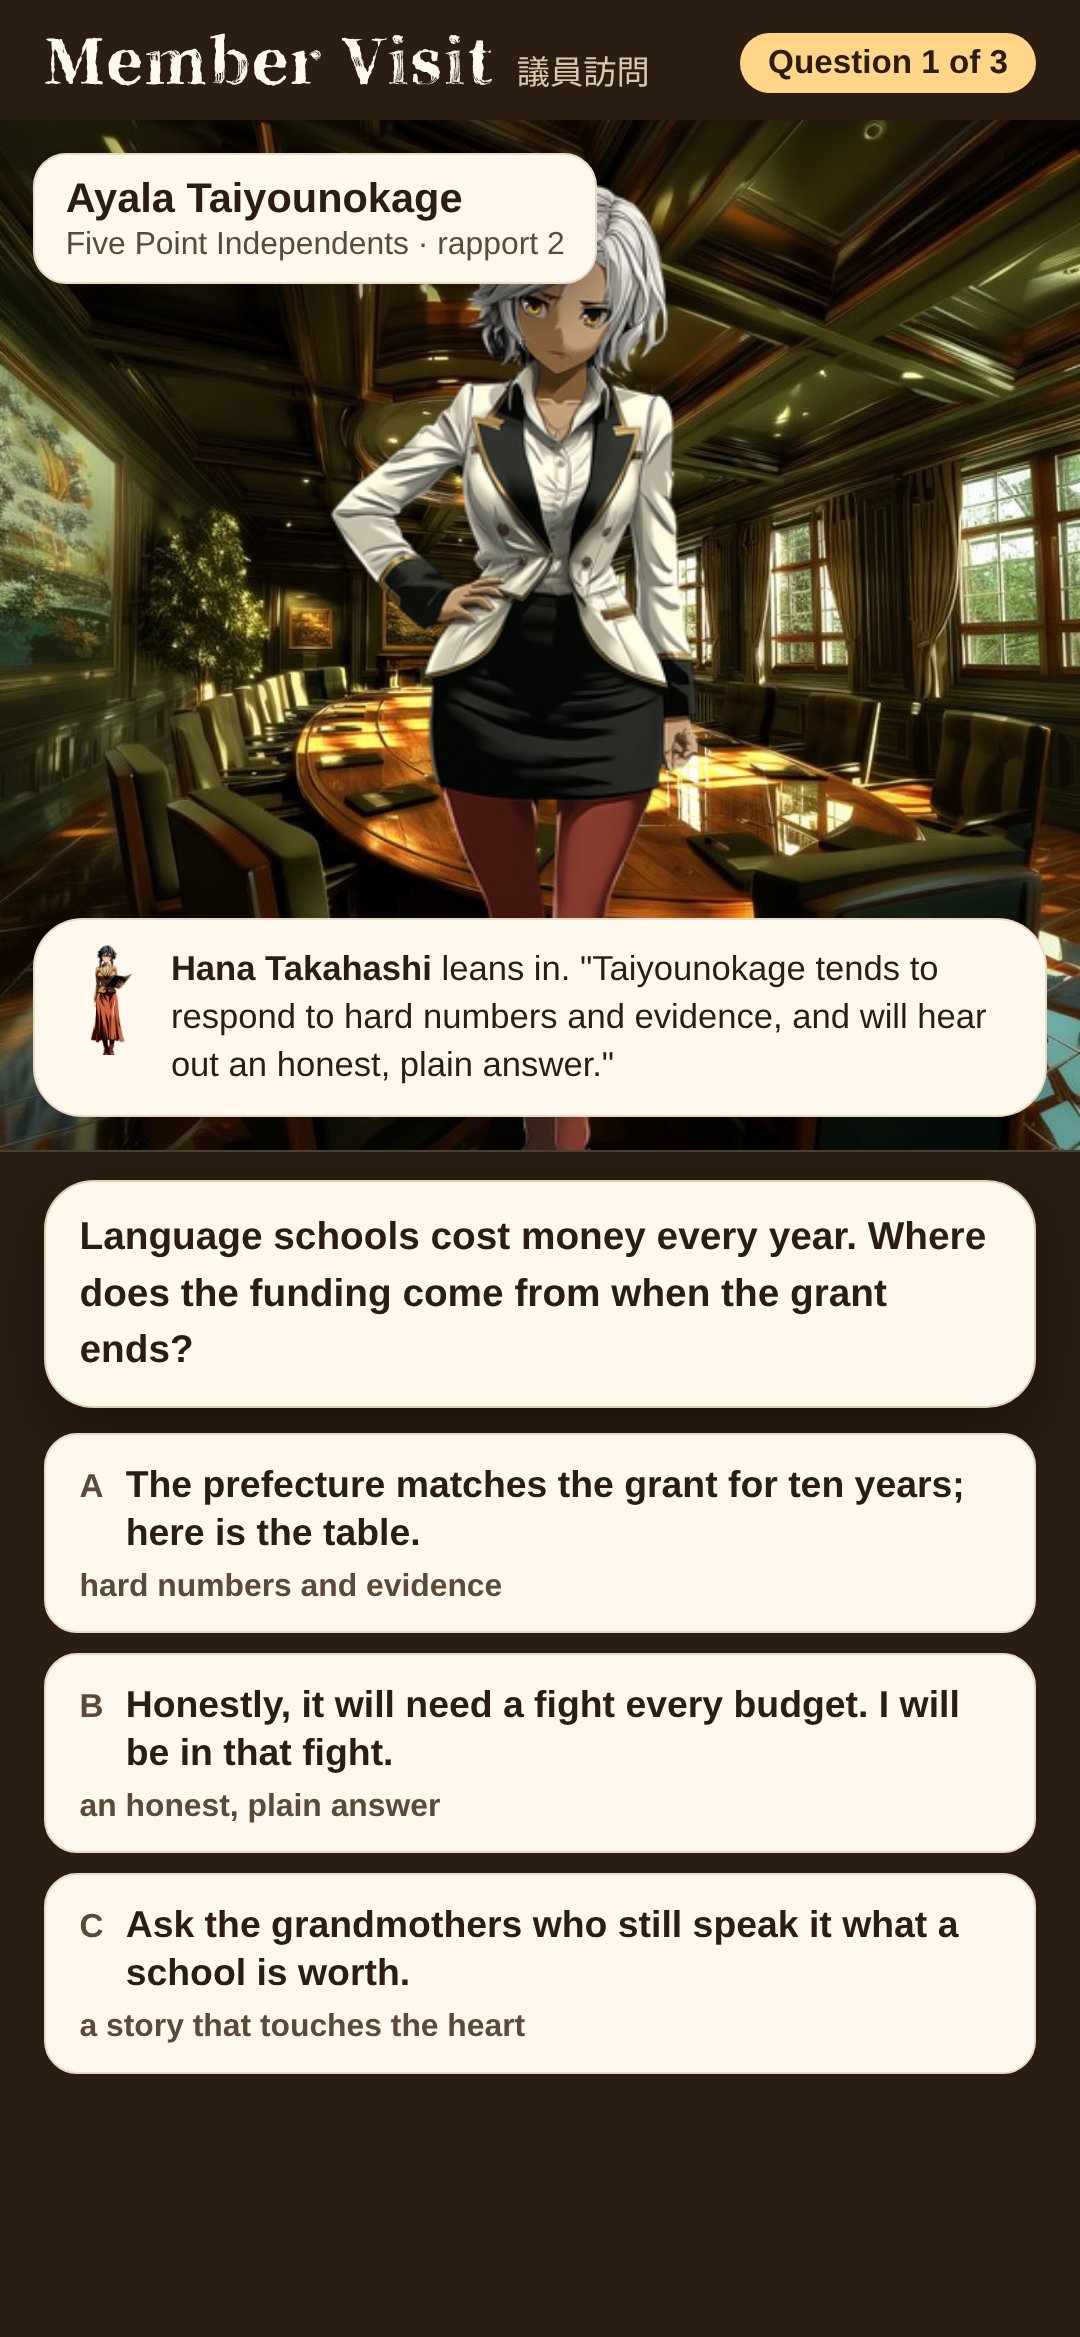 Member Visit 議員訪問
Question 1 of 3
Ayala Taiyounokage
Five Point Independents · rapport 2
Hana Takahashi leans in. "Taiyounokage tends to
respond to hard numbers and evidence, and will hear
out an honest, plain answer."
Language schools cost money every year. Where
does the funding come from when the grant
ends?
A The prefecture matches the grant for ten years;
here is the table.
hard numbers and evidence
B Honestly, it will need a fight every budget. I will
be in that fight.
an honest, plain answer
C Ask the grandmothers who still speak it what a
school is worth.
a story that touches the heart